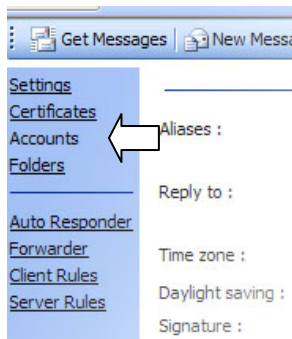 Get Messages New Messa
Settings
Certificates
Accounts
Folders
Auto Responder
Forwarder
Client Rules
Server Rules
Aliases :
Reply to :
Time zone :
Daylight saving :
Signature :